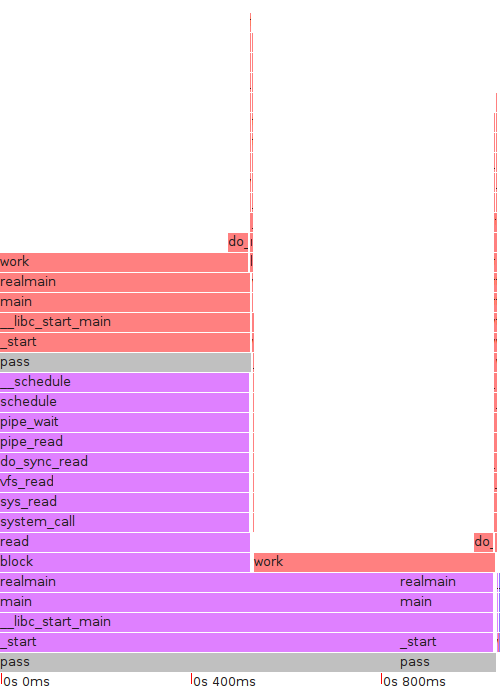 do_
work
realmain
main
__libc_start_main
_start
pass
__schedule
schedule
pipe_wait
pipe_read
do_sync_read
vfs_read
sys_read
system_call
read do_
block work
realmain realmain
main main
__libc_start_main
_start _start
pass pass
0s 0ms 0s 400ms 0s 800ms